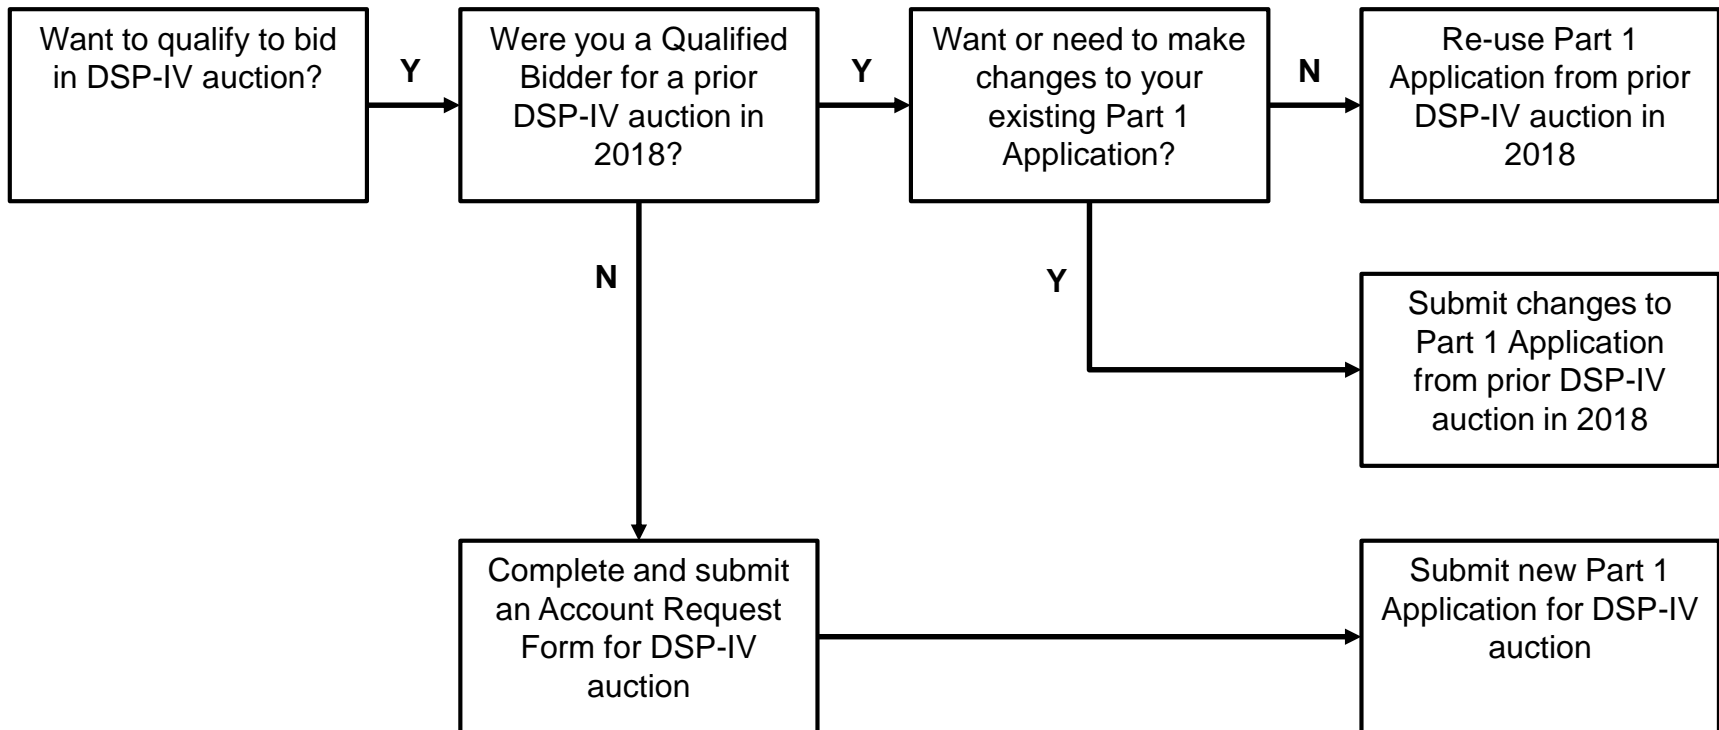 Want to qualify to bid
in DSP-IV auction?
Y
Were you a Qualified
Bidder for a prior
DSP-IV auction in
2018?
Y
Want or need to make
changes to your
existing Part 1
Application?
N
Re-use Part 1
Application from prior
DSP-IV auction in
2018
N
Y
Submit changes to
Part 1 Application
from prior DSP-IV
auction in 2018
Complete and submit
an Account Request
Form for DSP-IV
auction
Submit new Part 1
Application for DSP-IV
auction